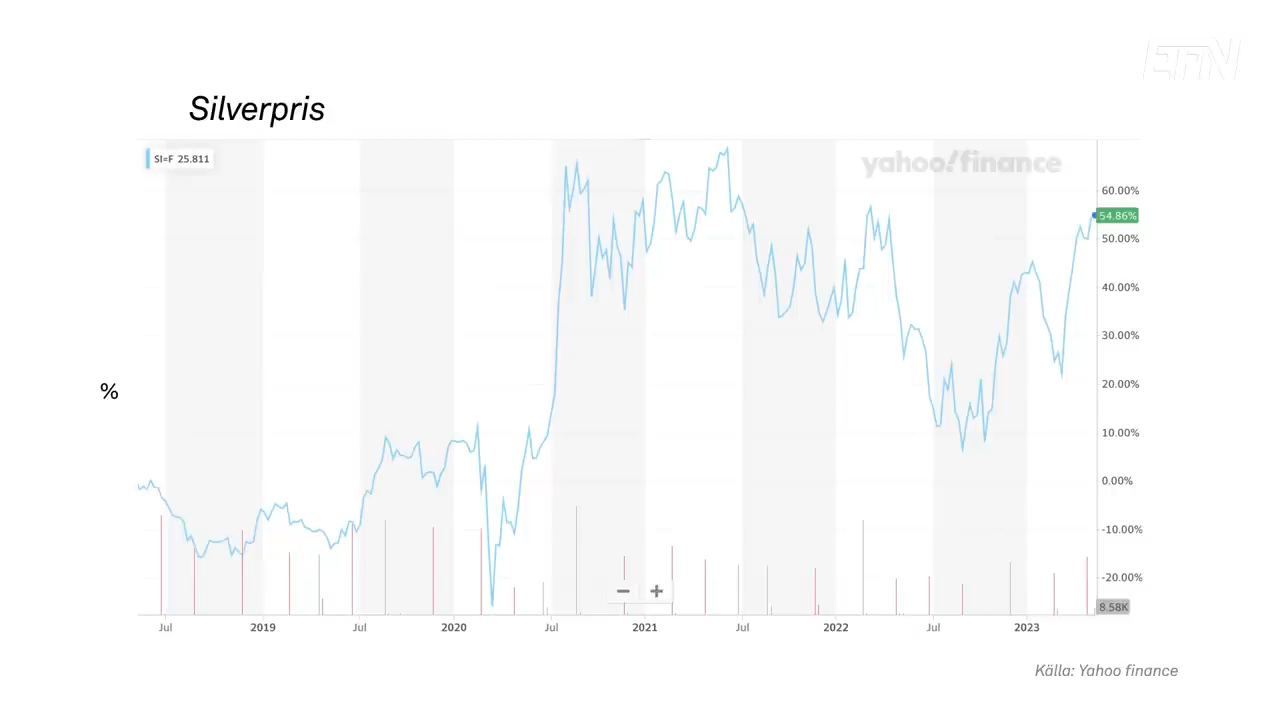 EFN
Silverpris
SI=F 25.811
yahoo!finance
60.00%
54.86%
50.00%
40.00%
30.00%
%
20.00%
10.00%
0.00%
-10.00%
-20.00%
8.58K
Jul
2019
Jul
2020
Jul
2021
Jul
2022
Jul
2023
Källa: Yahoo finance